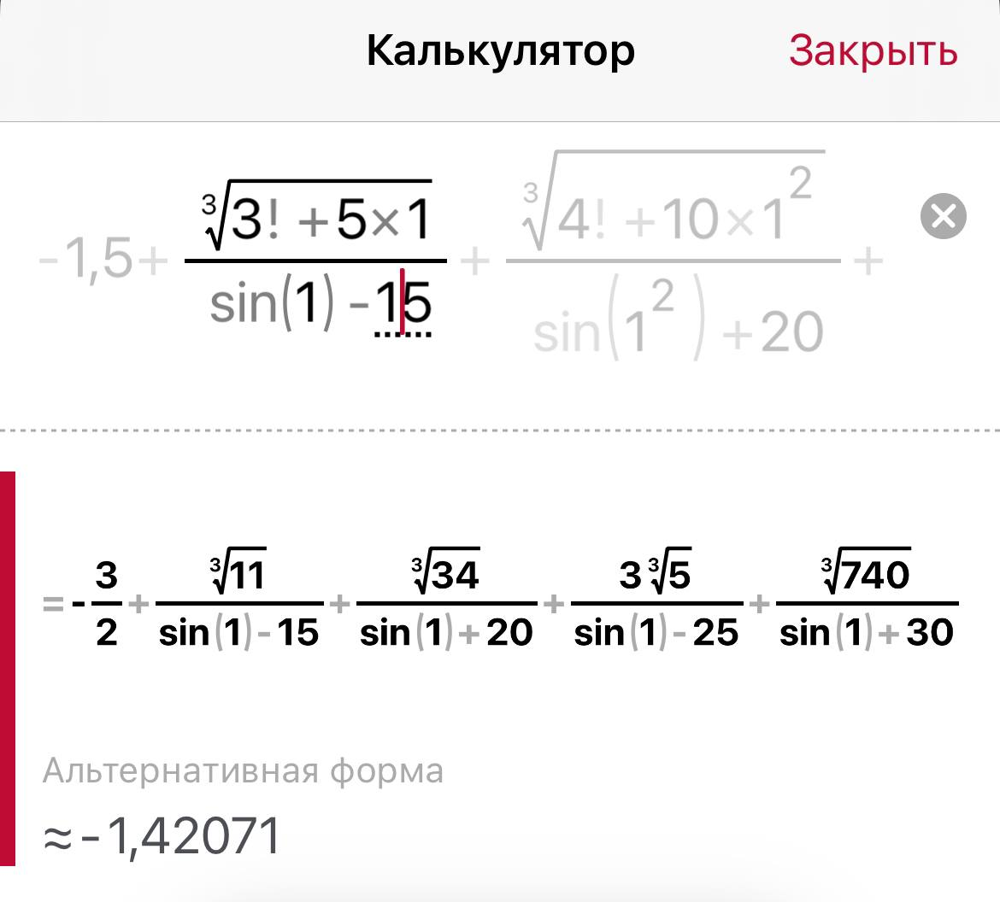 Калькулятор Закрыть
-1,5+ ∛(3! +5×1) / (sin(1) -15) + ∛(4! +10×1²) / (sin(1²) +20) +
= -3/2 + ∛11 / (sin(1)-15) + ∛34 / (sin(1)+20) + 3∛5 / (sin(1)-25) + ∛740 / (sin(1)+30)
Альтернативная форма
≈-1,42071